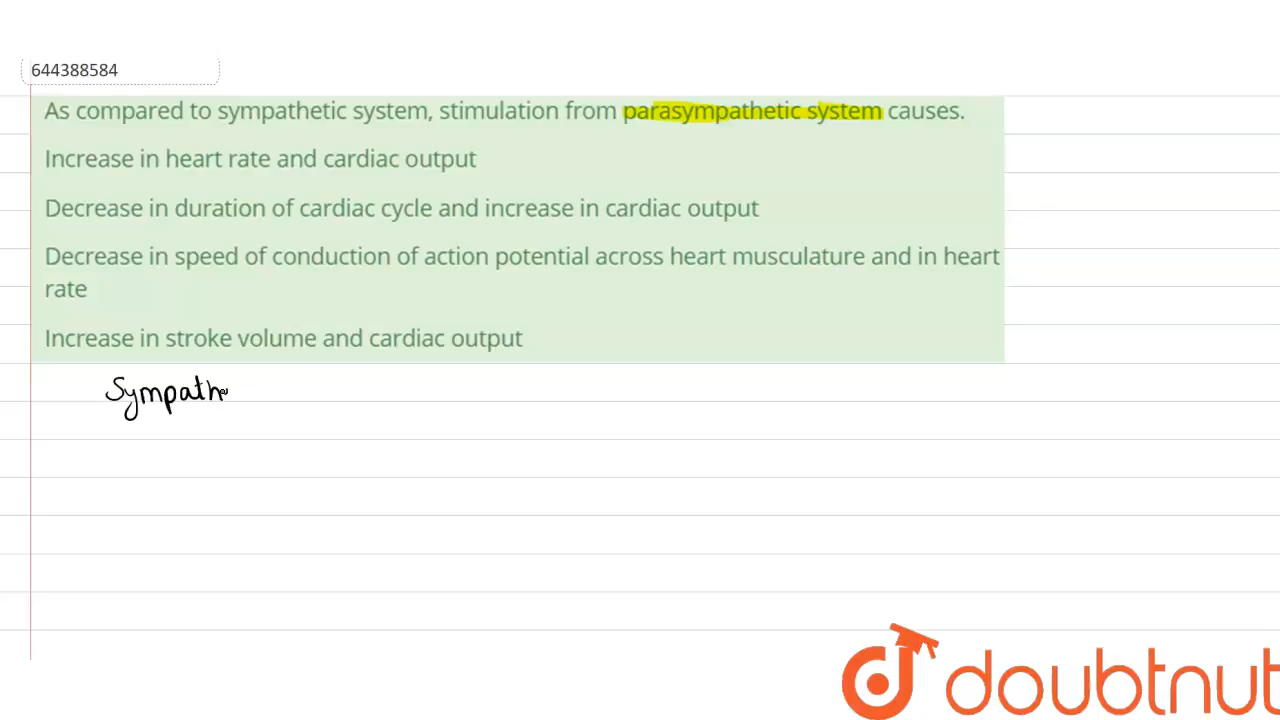 644388584
As compared to sympathetic system, stimulation from parasympathetic system causes.
Increase in heart rate and cardiac output
Decrease in duration of cardiac cycle and increase in cardiac output
Decrease in speed of conduction of action potential across heart musculature and in heart
rate
Increase in stroke volume and cardiac output
Sympathe
doubtnut